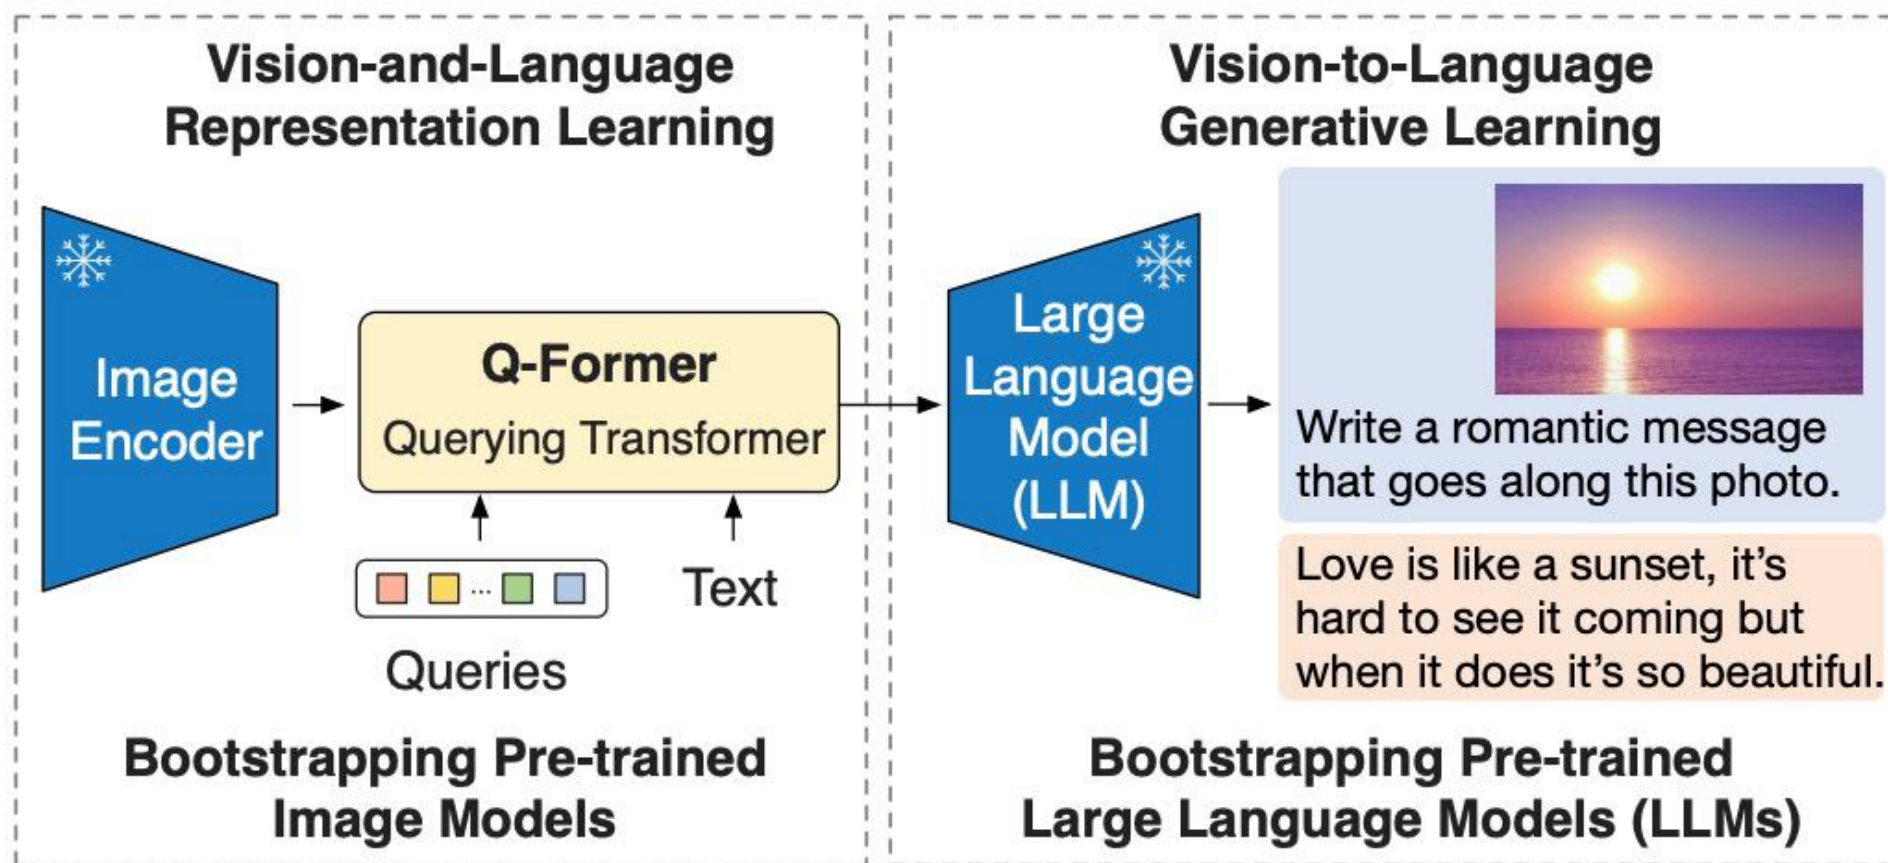 Vision-and-Language
Representation Learning
Image
Encoder
Q-Former
Querying Transformer
...
Queries
Text
Bootstrapping Pre-trained
Image Models
Vision-to-Language
Generative Learning
Large
Language
Model
(LLM)
Write a romantic message
that goes along this photo.
Love is like a sunset, it's
hard to see it coming but
when it does it's so beautiful.
Bootstrapping Pre-trained
Large Language Models (LLMs)